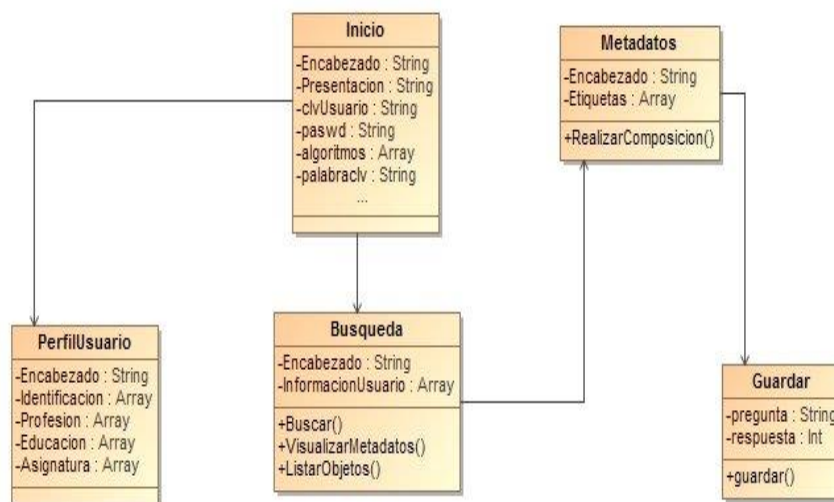 Inicio
-Encabezado : String
-Presentacion : String
-clvUsuario : String
-paswd : String
-algoritmos : Array
-palabraclv : String
...
Metadatos
-Encabezado : String
-Etiquetas : Array
+RealizarComposicion()
PerfilUsuario
-Encabezado : String
-Identificacion : Array
-Profesion : Array
-Educacion : Array
-Asignatura : Array
Busqueda
-Encabezado : String
-InformacionUsuario : Array
+Buscar()
+VisualizarMetadatos()
+ListarObjetos()
Guardar
-pregunta : String
-respuesta : Int
+guardar()